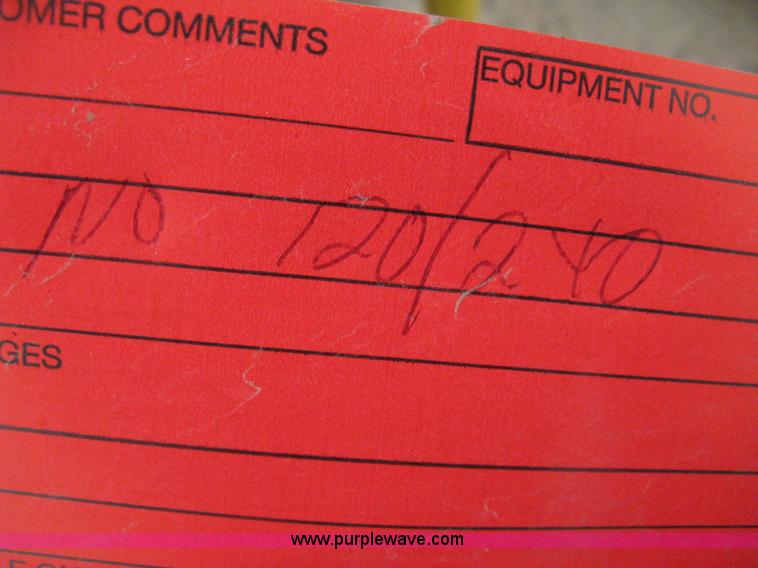 OMER COMMENTS
EQUIPMENT NO.
NO 120/240
GES
www.purplewave.com